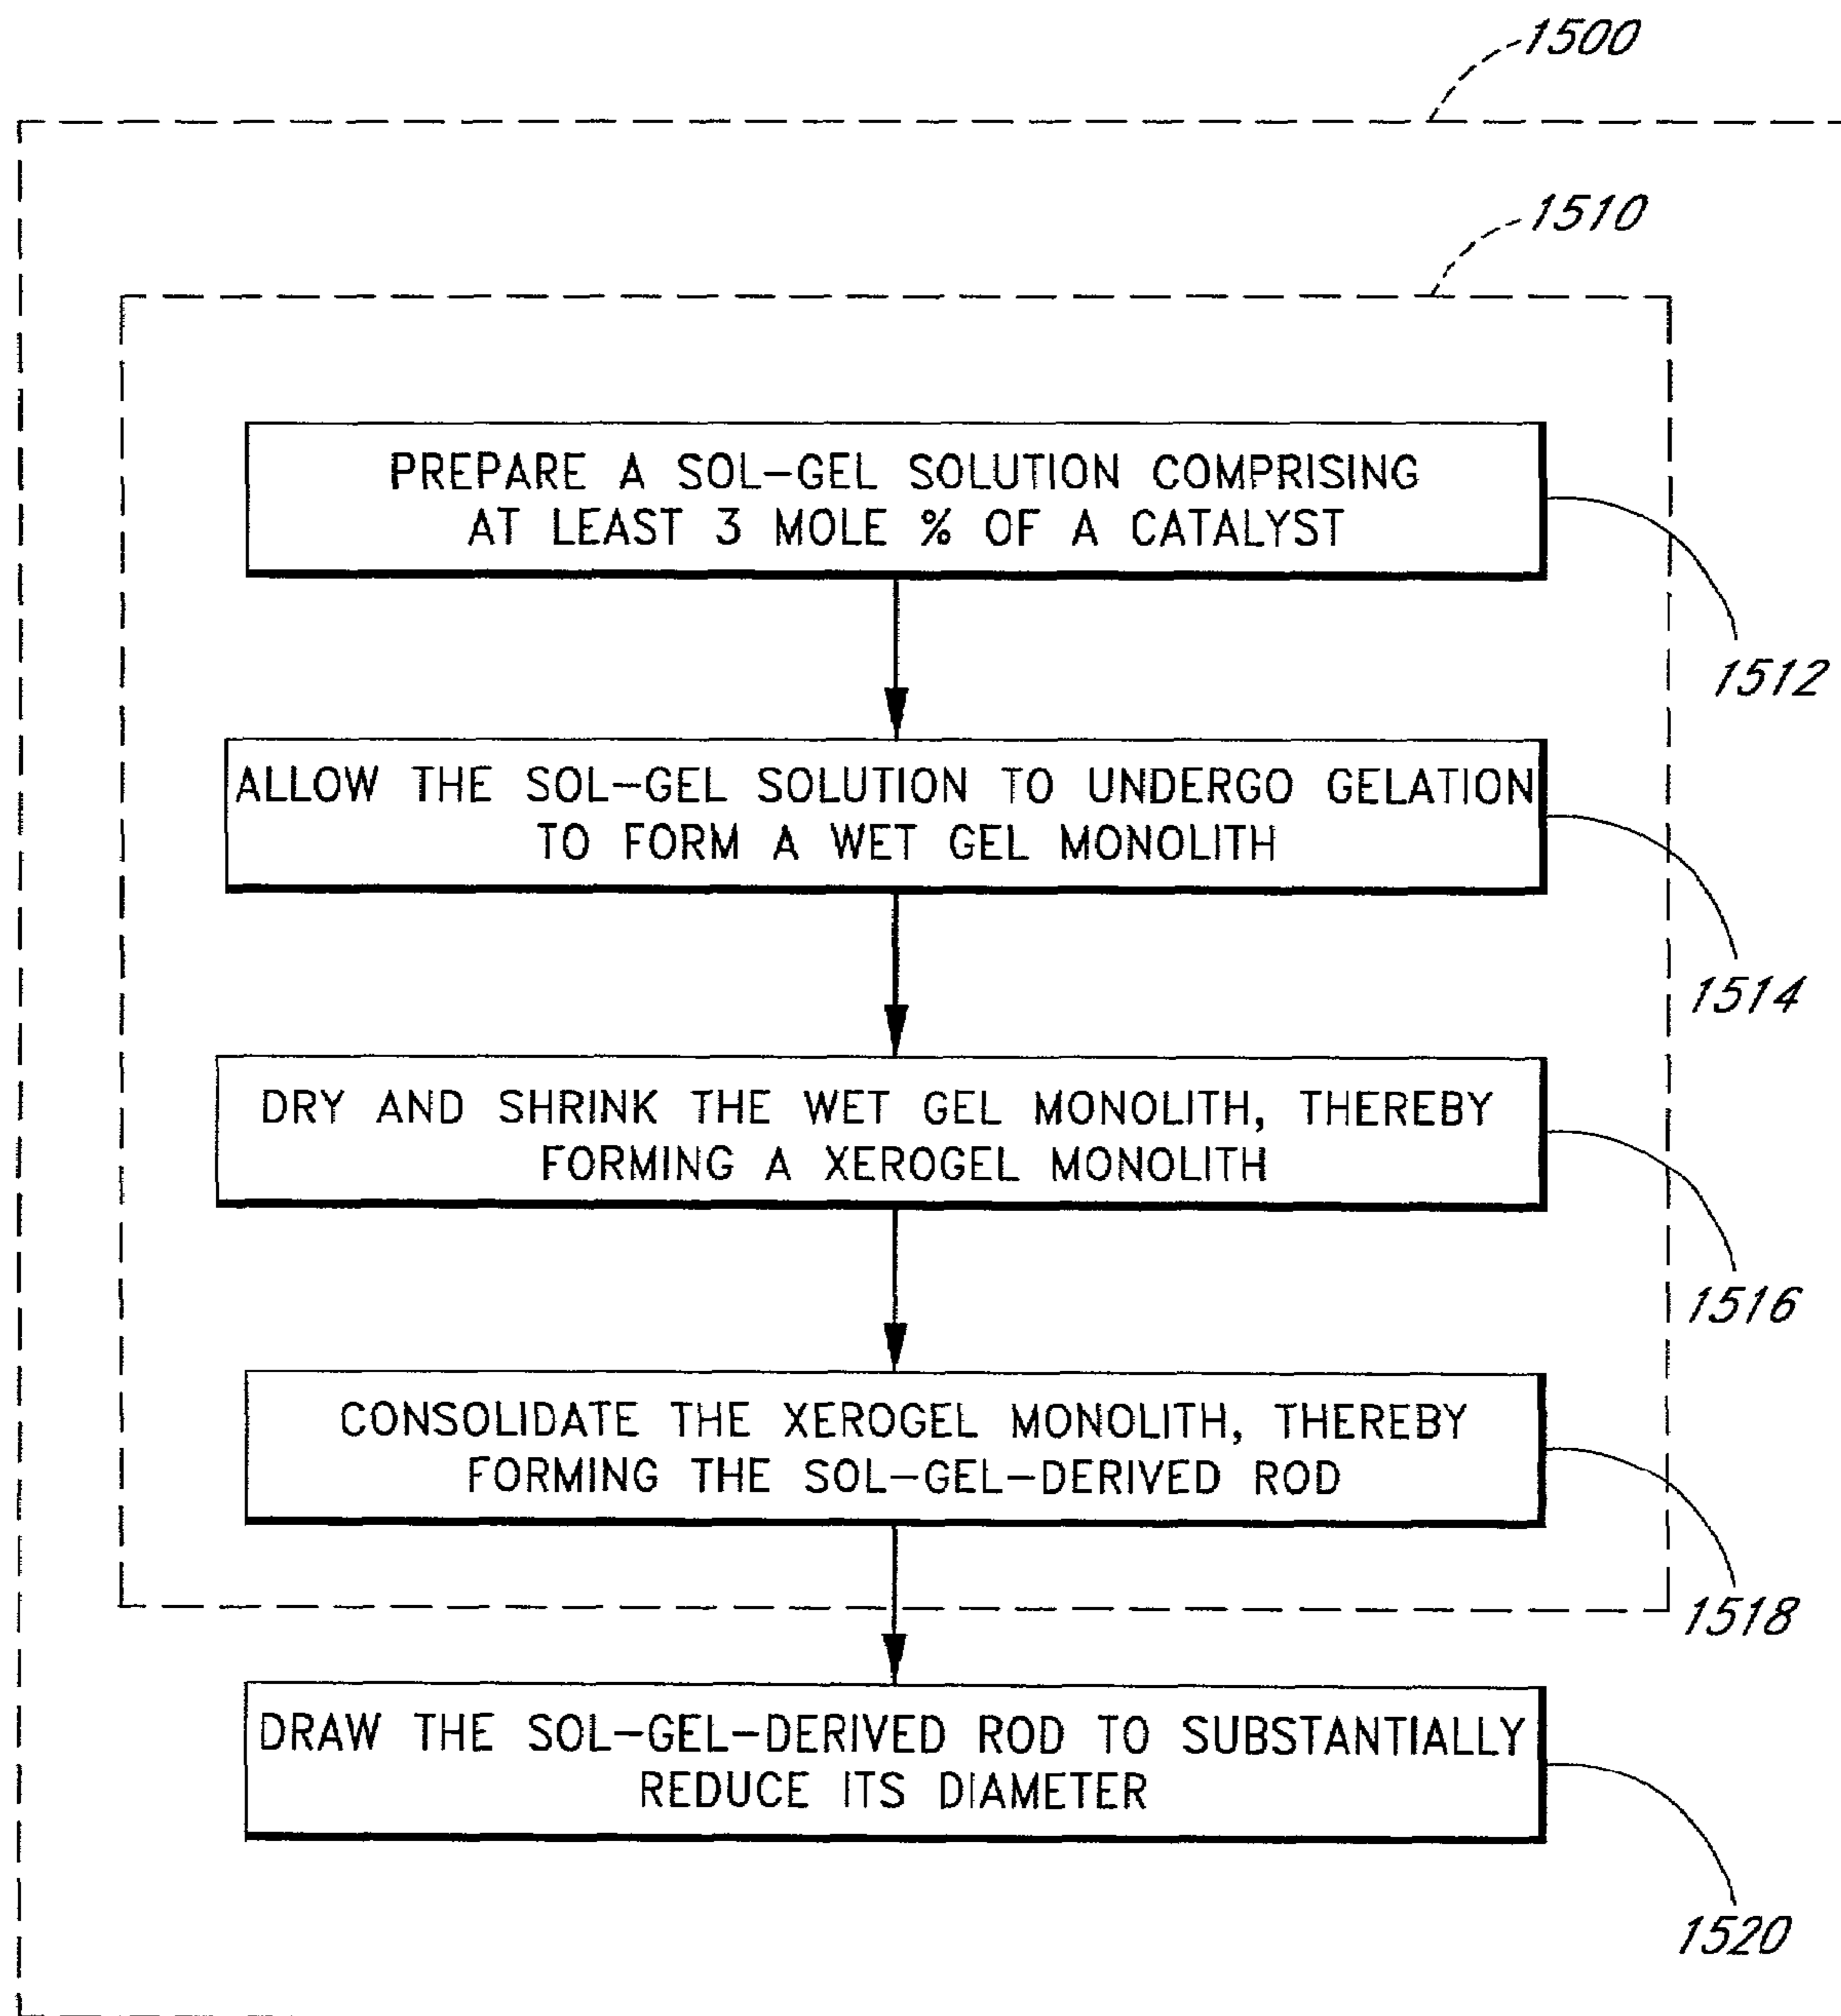 1500
1510
PREPARE A SOL-GEL SOLUTION COMPRISING
AT LEAST 3 MOLE % OF A CATALYST
1512
ALLOW THE SOL-GEL SOLUTION TO UNDERGO GELATION
TO FORM A WET GEL MONOLITH
1514
DRY AND SHRINK THE WET GEL MONOLITH, THEREBY
FORMING A XEROGEL MONOLITH
1516
CONSOLIDATE THE XEROGEL MONOLITH, THEREBY
FORMING THE SOL-GEL-DERIVED ROD
1518
DRAW THE SOL-GEL-DERIVED ROD TO SUBSTANTIALLY
REDUCE ITS DIAMETER
1520